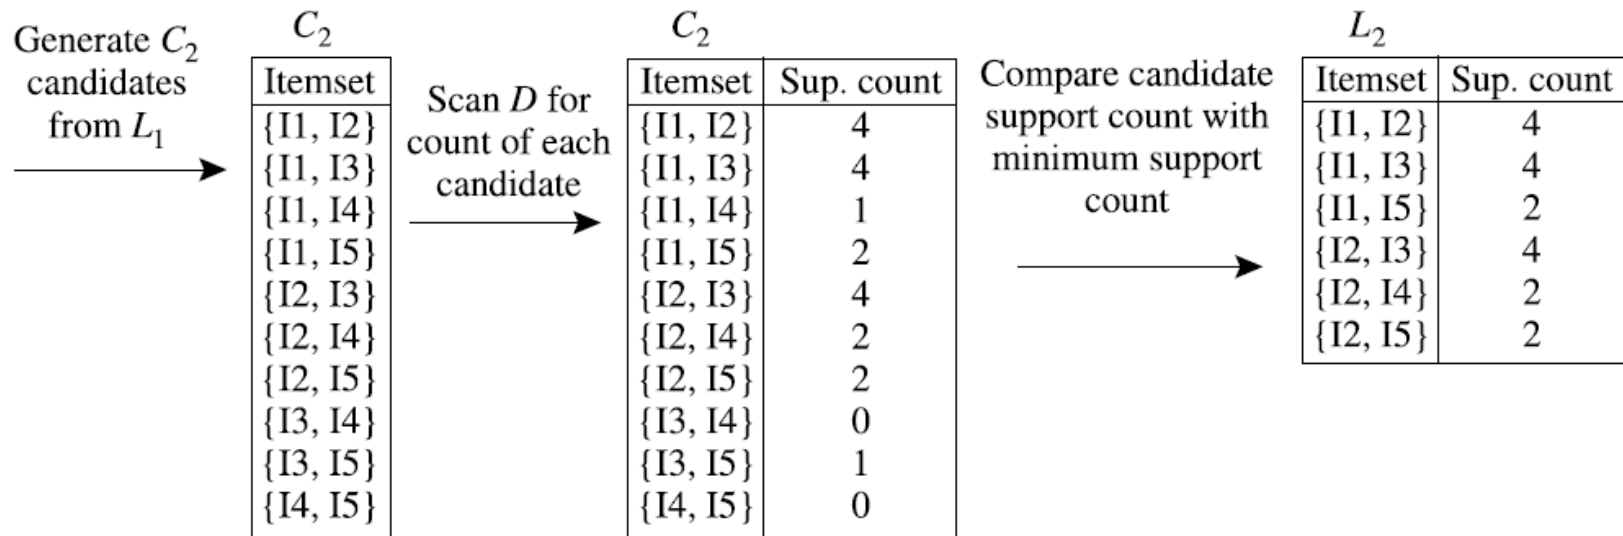 Generate C₂
candidates
from L₁
C₂
Itemset
{I1, I2}
{I1, I3}
{I1, I4}
{I1, I5}
{I2, I3}
{I2, I4}
{I2, I5}
{I3, I4}
{I3, I5}
{I4, I5}
Scan D for
count of each
candidate
C₂
Itemset Sup. count
{I1, I2} 4
{I1, I3} 4
{I1, I4} 1
{I1, I5} 2
{I2, I3} 4
{I2, I4} 2
{I2, I5} 2
{I3, I4} 0
{I3, I5} 1
{I4, I5} 0
Compare candidate
support count with
minimum support
count
L₂
Itemset Sup. count
{I1, I2} 4
{I1, I3} 4
{I1, I5} 2
{I2, I3} 4
{I2, I4} 2
{I2, I5} 2